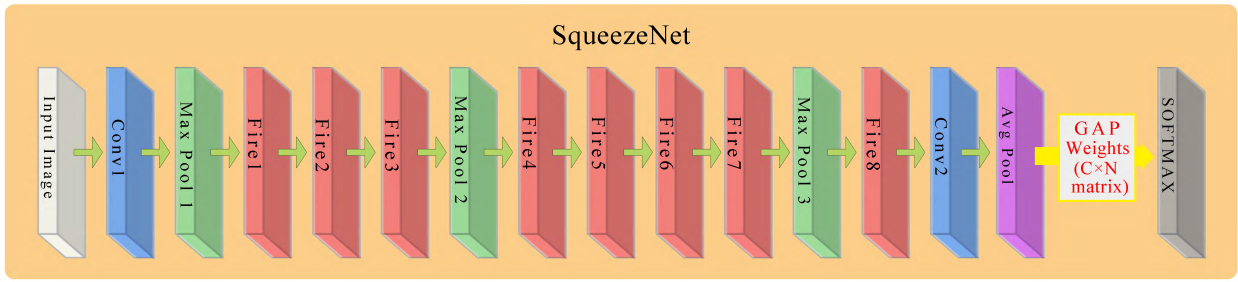 SqueezeNet
Input Image
Conv1
Max Pool 1
Fire1
Fire2
Fire3
Max Pool 2
Fire4
Fire5
Fire6
Fire7
Max Pool 3
Fire8
Conv2
Avg Pool
GAP
Weights
(C×N
matrix)
SOFTMAX